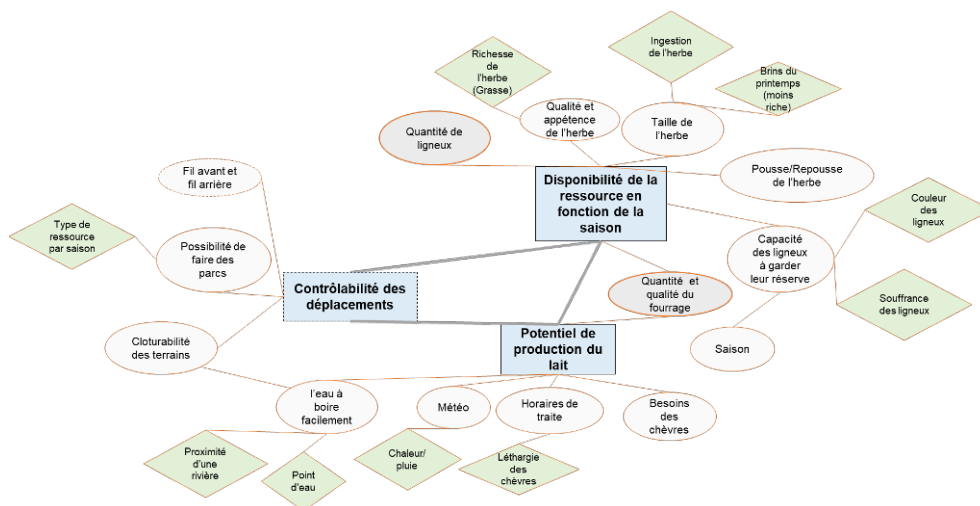 Richesse
de
l'herbe
(Grasse)
Ingestion
de l'herbe
Brins du
printemps
(moins
riche)
Quantité de
ligneux
Qualité et
appétence
de l'herbe
Taille de
l'herbe
Fil avant et
fil arrière
Disponibilité de la
ressource en
fonction de la
saison
Pousse/Repousse
de l'herbe
Couleur
des
ligneux
Type de
ressource
par saison
Possibilité de
faire des
parcs
Capacité
des ligneux
à garder
leur réserve
Contrôlabilité des
déplacements
Quantité et
qualité du
fourrage
Souffrance
des ligneux
Cloturabilité
des terrains
Potentiel de
production du
lait
Saison
l'eau à
boire
facilement
Météo
Horaires de
traite
Besoins
des
chèvres
Proximité
d'une
rivière
Point
d'eau
Chaleur/
pluie
Léthargie
des
chèvres